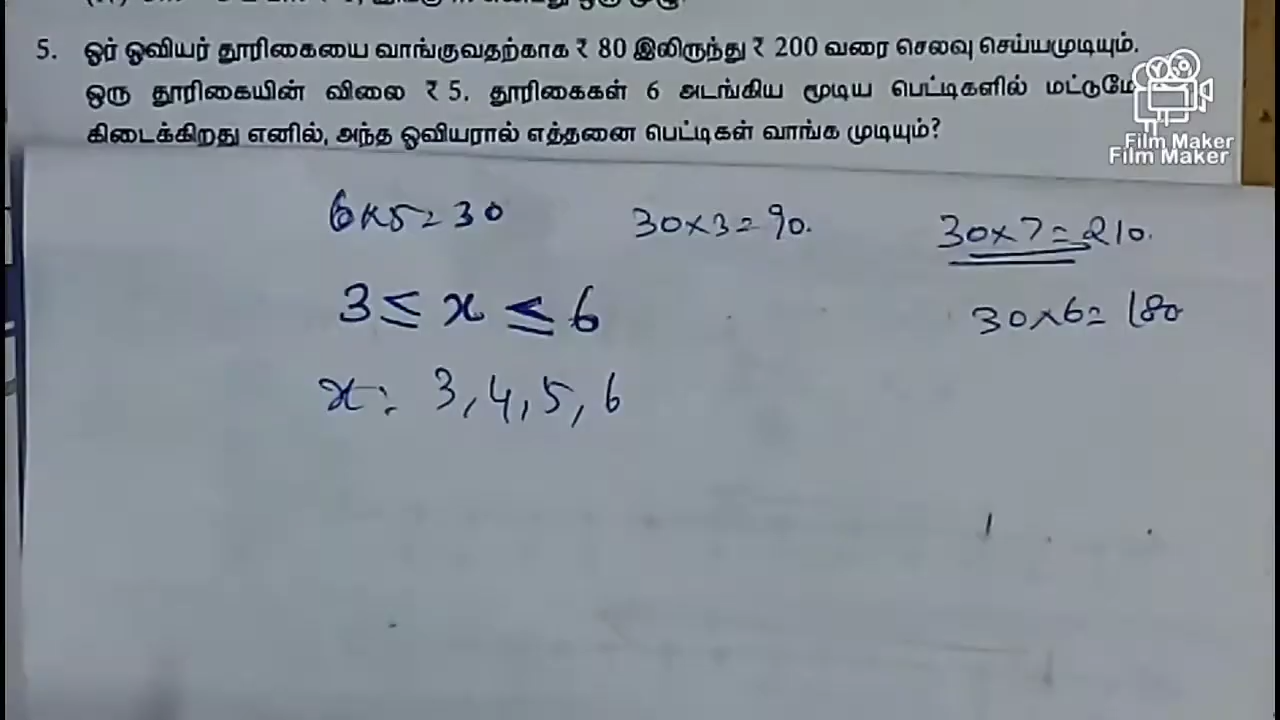 5. ஓர் ஓவியர் தூரிகையை வாங்குவதற்காக ₹ 80 இலிருந்து ₹ 200 வரை செலவு செய்யமுடியும்.
ஒரு தூரிகையின் விலை ₹ 5. தூரிகைகள் 6 அடங்கிய மூடிய பெட்டிகளில் மட்டுமே
கிடைக்கிறது எனில், அந்த ஓவியரால் எத்தனை பெட்டிகள் வாங்க முடியும்?
Film Maker
Film Maker
6x5=30 30×3=90. 30×7=210.
3≤ x ≤6 30×6=180
x: 3,4,5,6